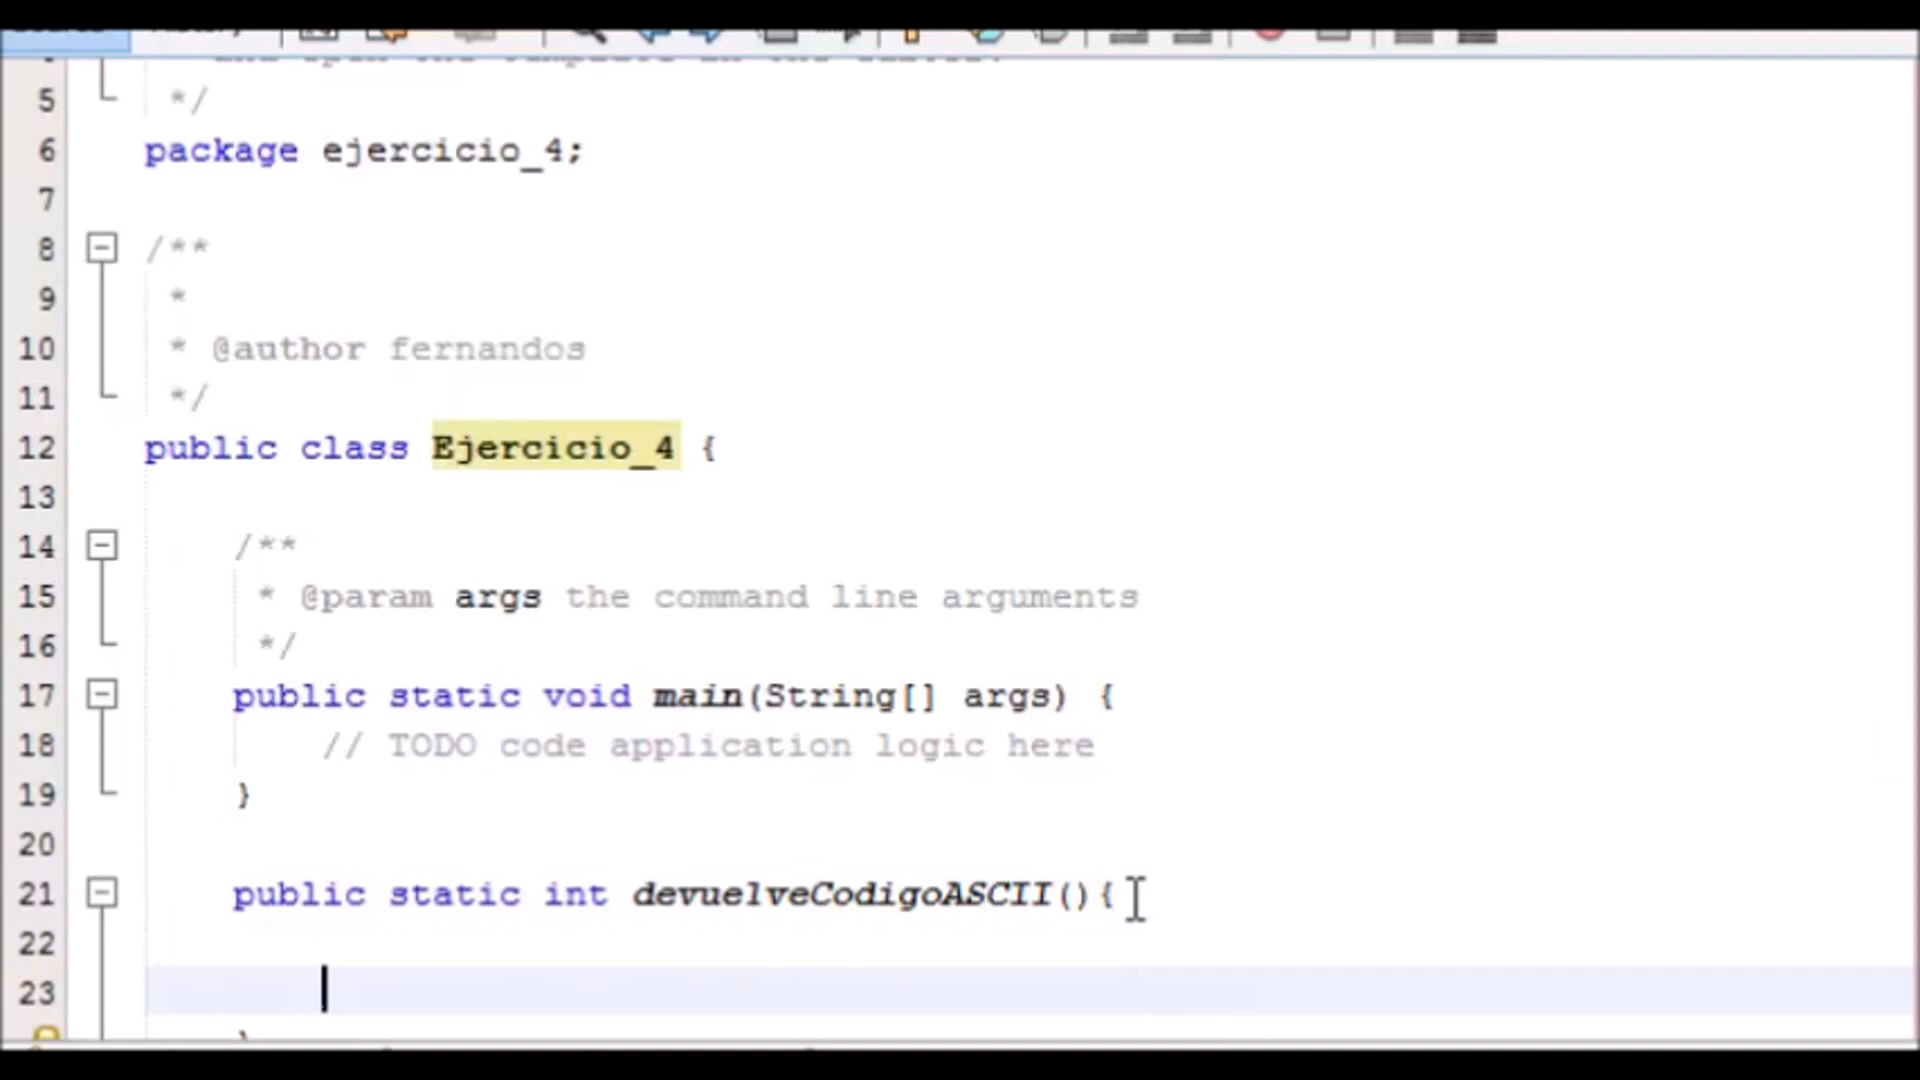 5 */
6 package ejercicio_4;
7
8 /**
9 *
10 * @author fernandos
11 */
12 public class Ejercicio_4 {
13
14 /**
15 * @param args the command line arguments
16 */
17 public static void main(String[] args) {
18 // TODO code application logic here
19 }
20
21 public static int devuelveCodigoASCII(){
22
23